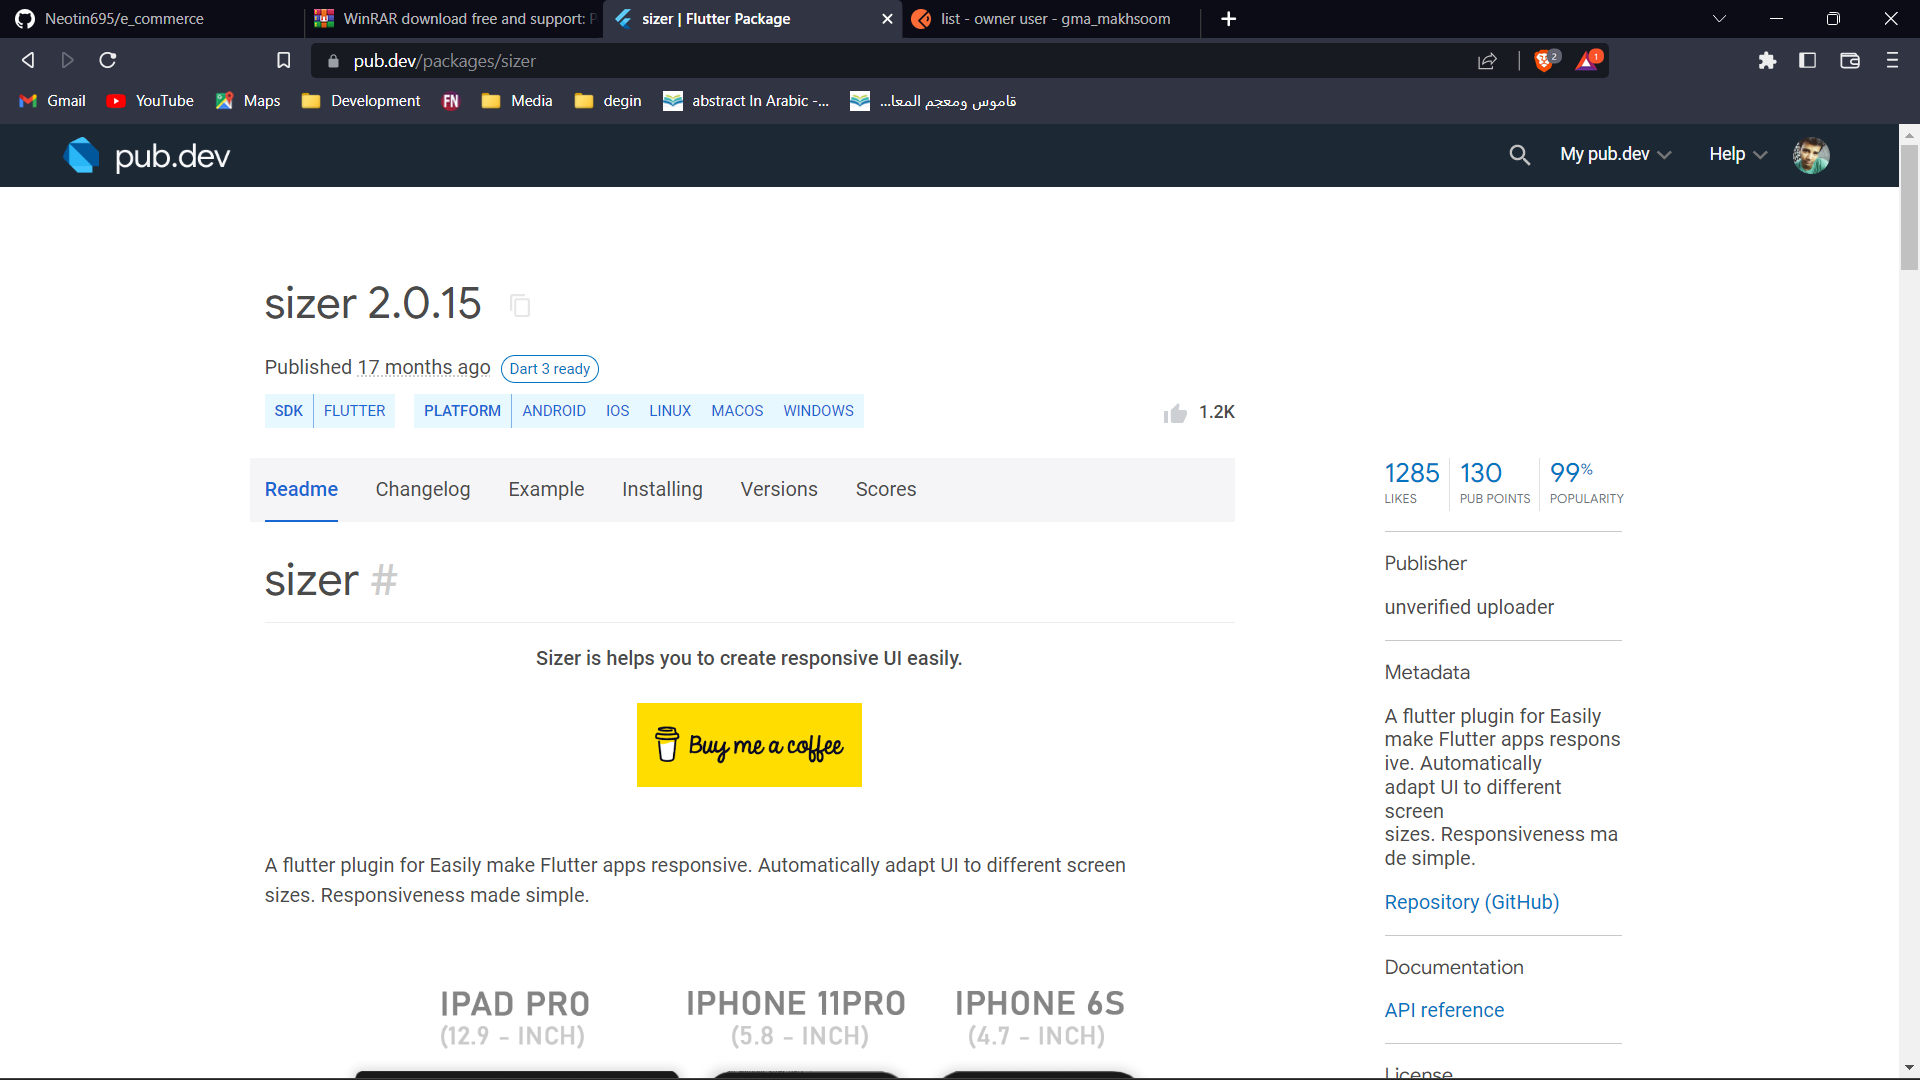 Neotin695/e_commerce
WinRAR download free and support:
sizer | Flutter Package
list - owner user - gma_makhsoom
pub.dev/packages/sizer
2
1
Gmail
YouTube
Maps
Development
FN
Media
degin
abstract In Arabic -...
قاموس ومعجم المعا...
pub.dev
My pub.dev
Help
sizer 2.0.15
Published 17 months ago
Dart 3 ready
SDK FLUTTER
PLATFORM ANDROID IOS LINUX MACOS WINDOWS
1.2K
Readme Changelog Example Installing Versions Scores
sizer #
Sizer is helps you to create responsive UI easily.
Buy me a coffee
A flutter plugin for Easily make Flutter apps responsive. Automatically adapt UI to different screen
sizes. Responsiveness made simple.
IPAD PRO
(12.9 - INCH)
IPHONE 11PRO
(5.8 - INCH)
IPHONE 6S
(4.7 - INCH)
1285
LIKES
130
PUB POINTS
99%
POPULARITY
Publisher
unverified uploader
Metadata
A flutter plugin for Easily
make Flutter apps respons
ive. Automatically
adapt UI to different
screen
sizes. Responsiveness ma
de simple.
Repository (GitHub)
Documentation
API reference
License